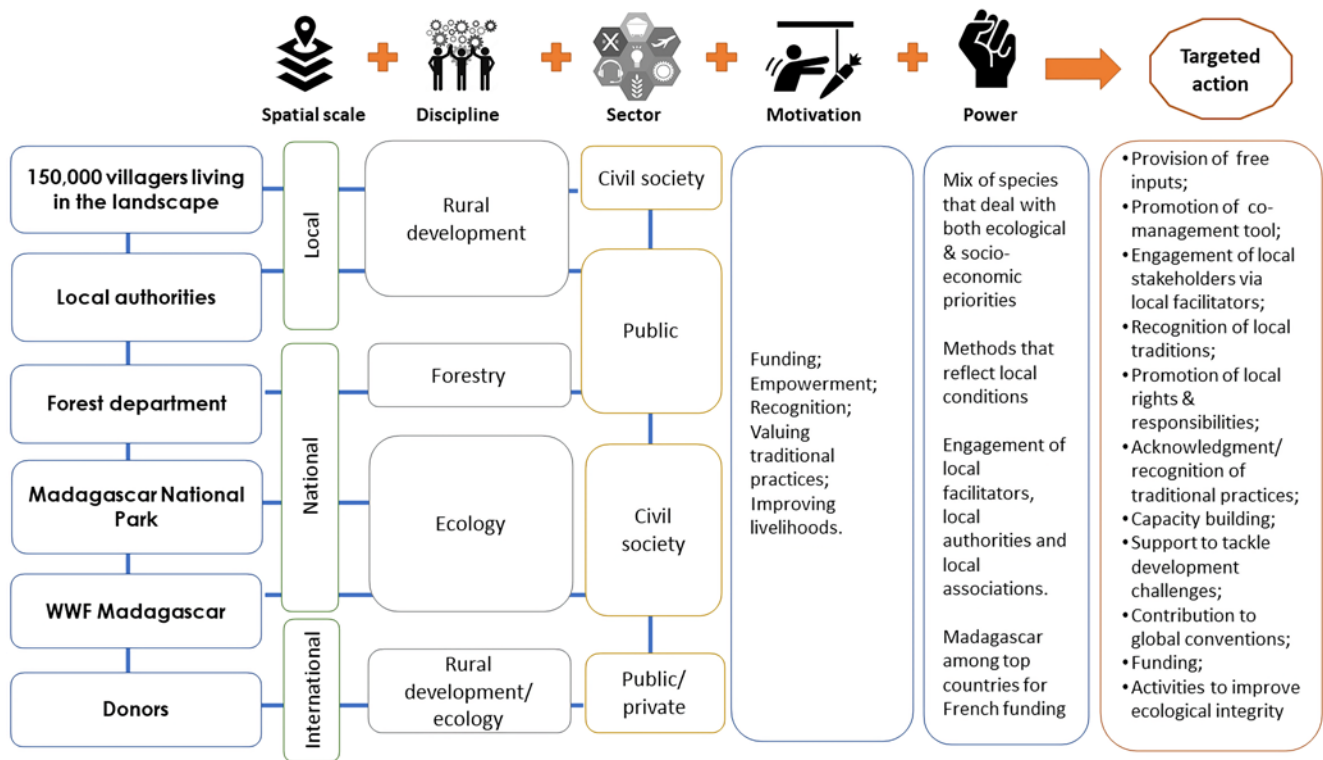 Spatial scale
Discipline
Sector
Motivation
Power
Targeted
action
150,000 villagers living
in the landscape
Local authorities
Forest department
Madagascar National
Park
WWF Madagascar
Donors
Local
National
International
Rural
development
Forestry
Ecology
Rural
development/
ecology
Civil society
Public
Civil
society
Public/
private
Funding;
Empowerment;
Recognition;
Valuing
traditional
practices;
Improving
livelihoods.
Mix of species
that deal with
both ecological
& socio-
economic
priorities
Methods that
reflect local
conditions
Engagement of
local
facilitators,
local
authorities and
local
associations.
Madagascar
among top
countries for
French funding
•Provision of free
inputs;
•Promotion of co-
management tool;
•Engagement of local
stakeholders via
local facilitators;
•Recognition of local
traditions;
•Promotion of local
rights &
responsibilities;
•Acknowledgment/
recognition of
traditional practices;
•Capacity building;
•Support to tackle
development
challenges;
•Contribution to
global conventions;
•Funding;
•Activities to improve
ecological integrity